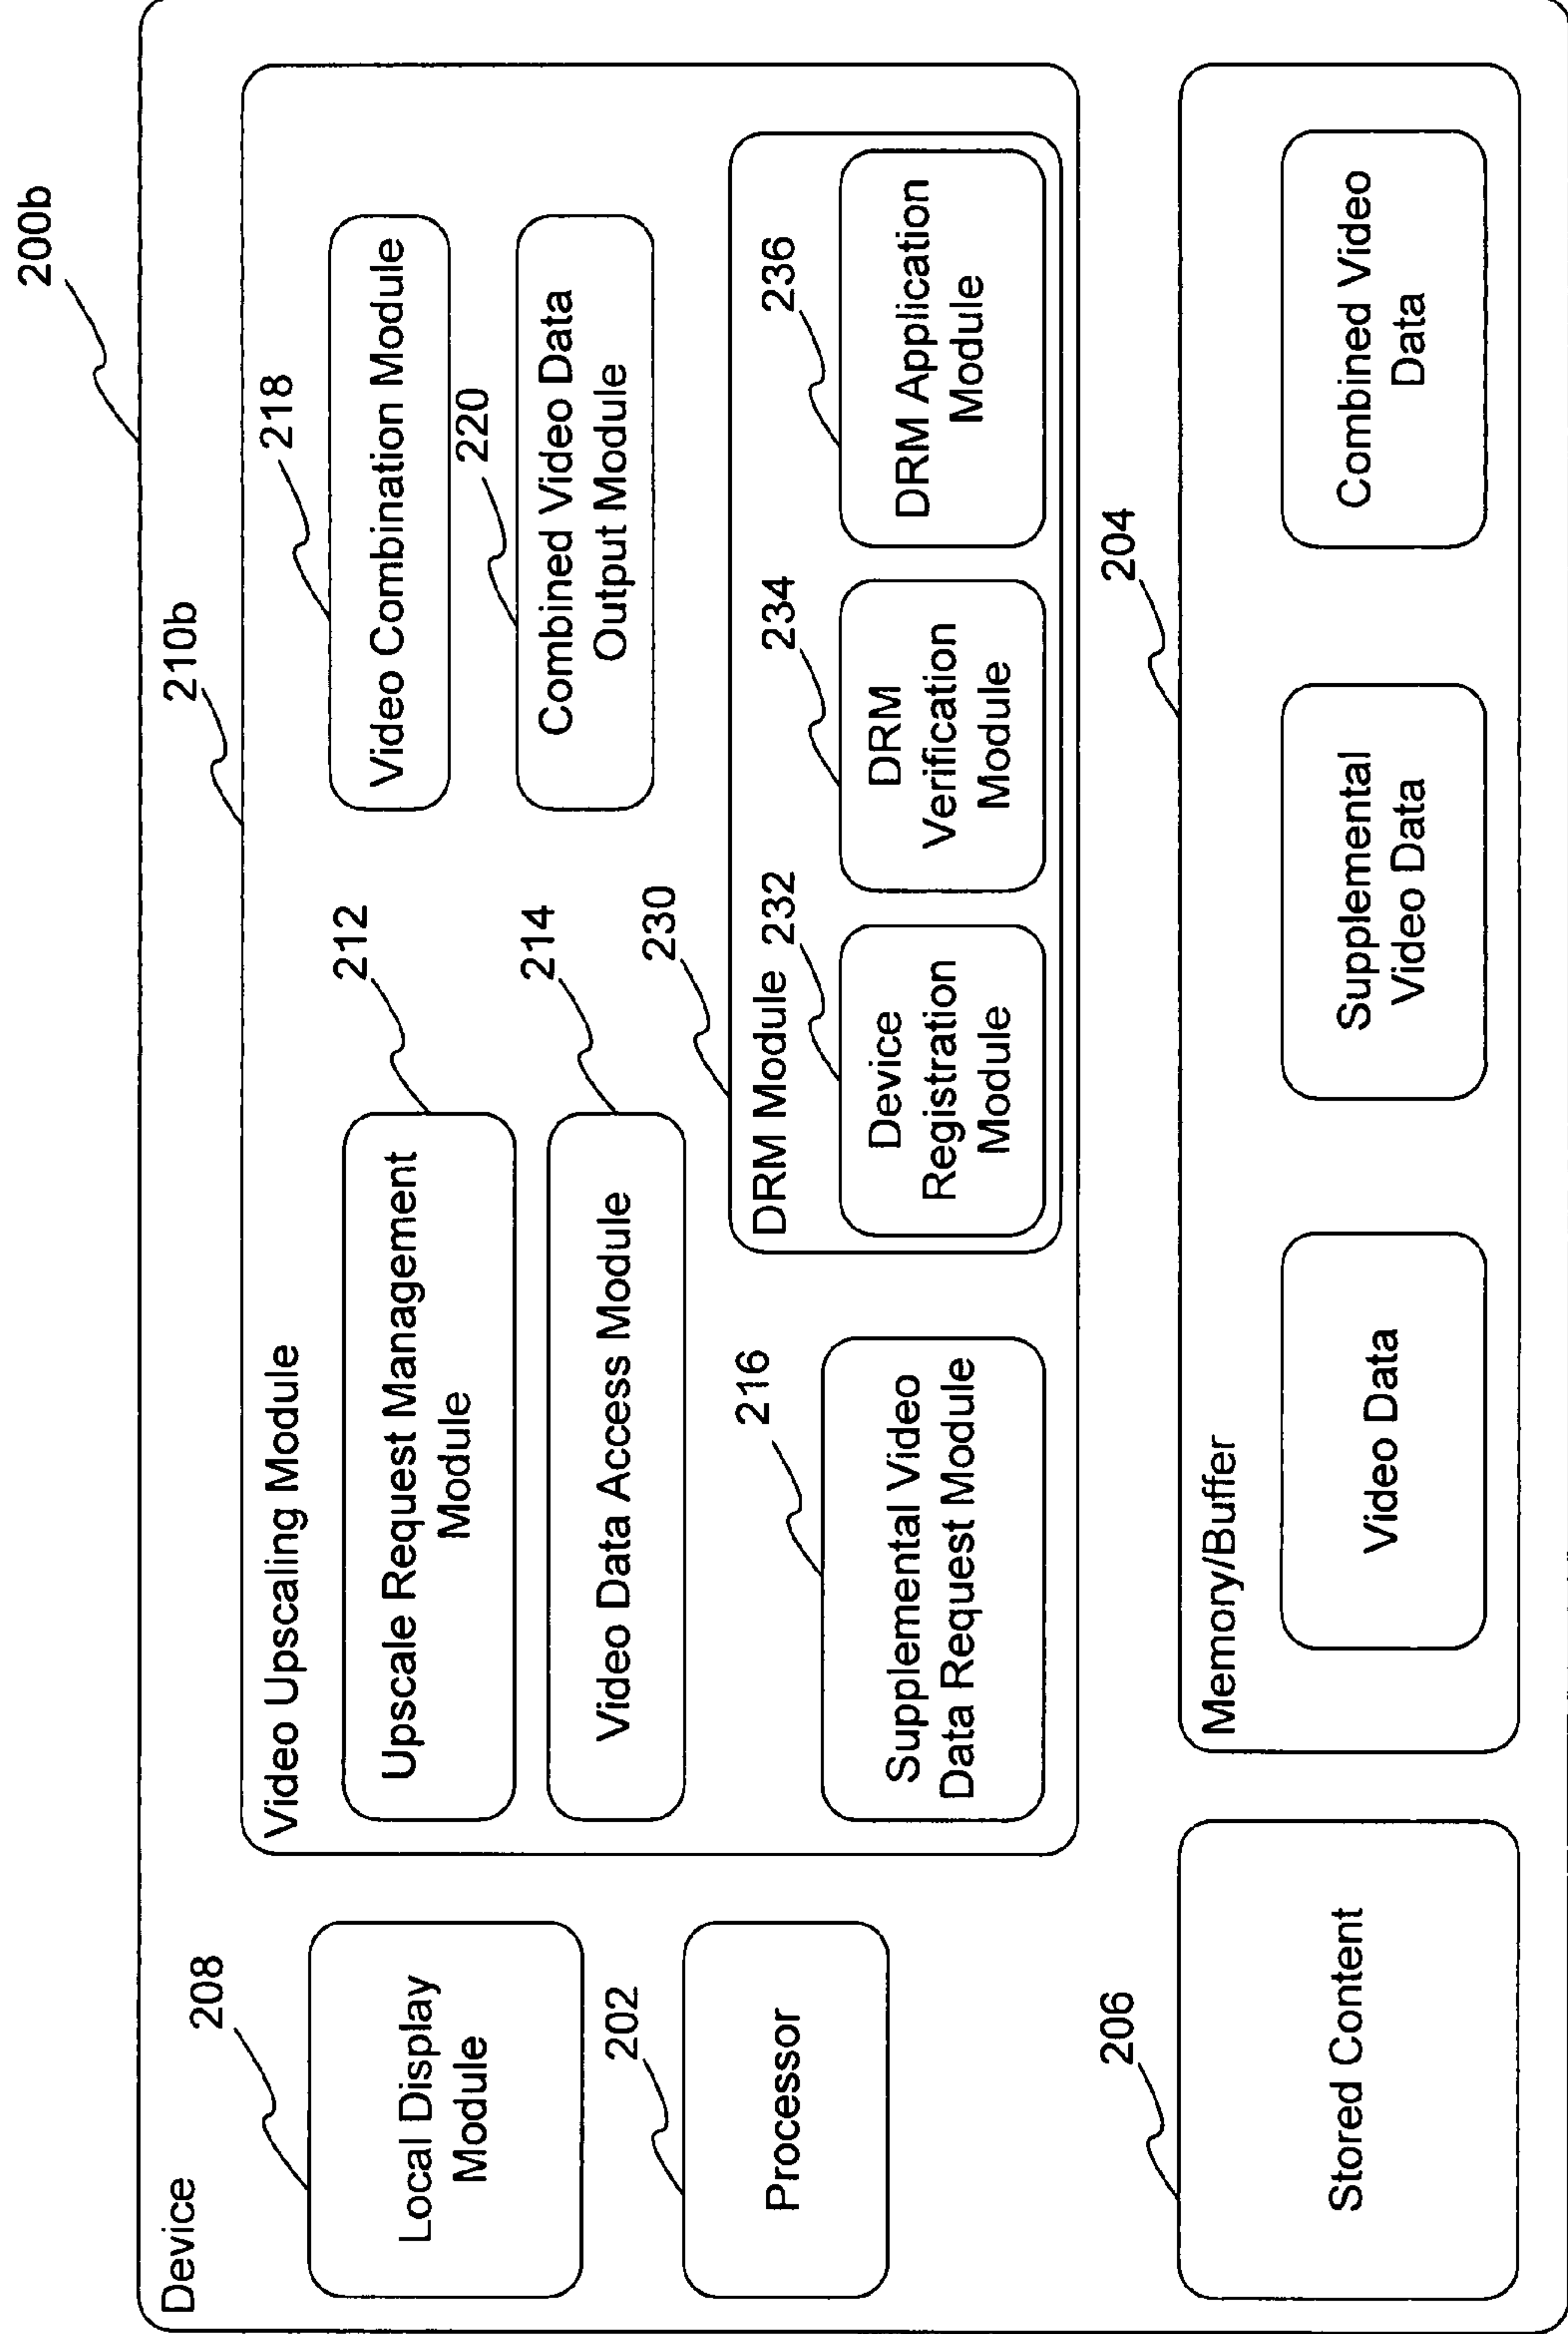 200b
Device
208
Local Display
Module
202
Processor
210b
Video Upscaling Module
212
Upscale Request Management
Module
214
Video Data Access Module
216
Supplemental Video
Data Request Module
218
Video Combination Module
220
Combined Video Data
Output Module
230
DRM Module
232
Device
Registration
Module
234
DRM
Verification
Module
236
DRM Application
Module
206
Stored Content
204
Memory/Buffer
Video Data
Supplemental
Video Data
Combined Video
Data